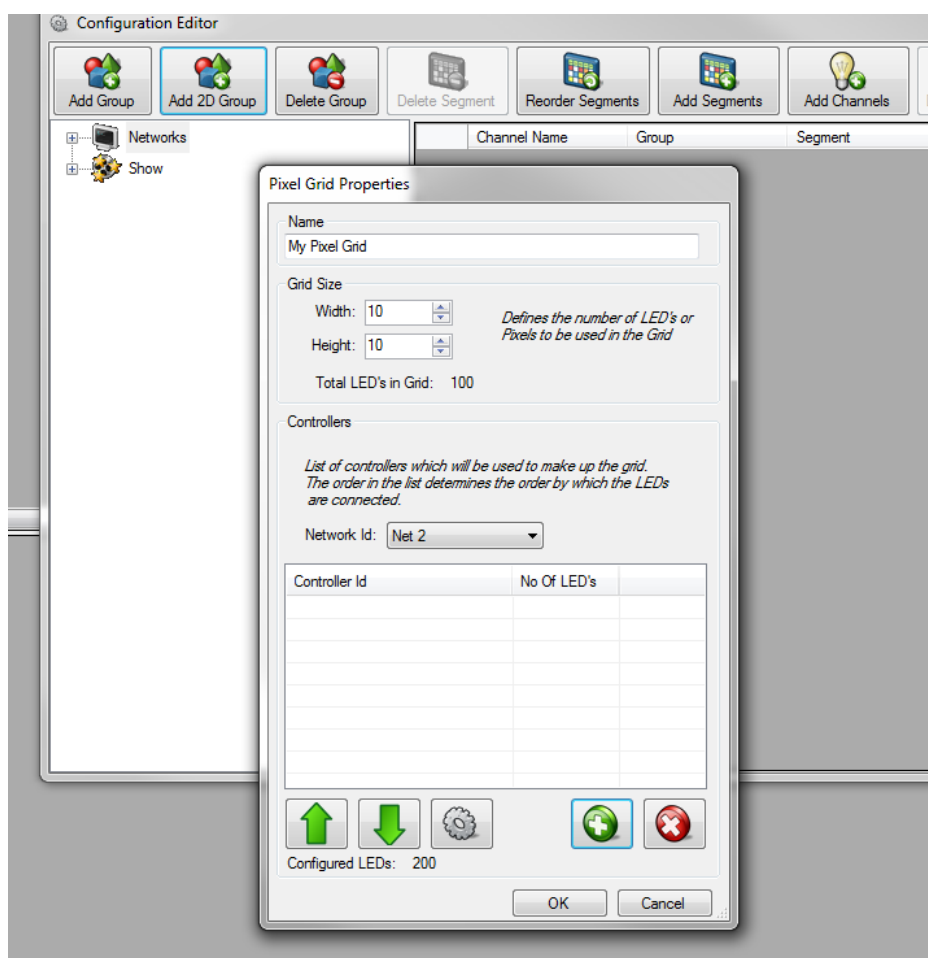 Configuration Editor
Add Group
Add 2D Group
Delete Group
Delete Segment
Reorder Segments
Add Segments
Add Channels
Networks
Show
Channel Name
Group
Segment
Pixel Grid Properties
Name
My Pixel Grid
Grid Size
Width: 10
Height: 10
Defines the number of LED's or
Pixels to be used in the Grid
Total LED's in Grid: 100
Controllers
List of controllers which will be used to make up the grid.
The order in the list determines the order by which the LEDs
are connected.
Network Id: Net 2
Controller Id
No Of LED's
Configured LEDs: 200
OK
Cancel